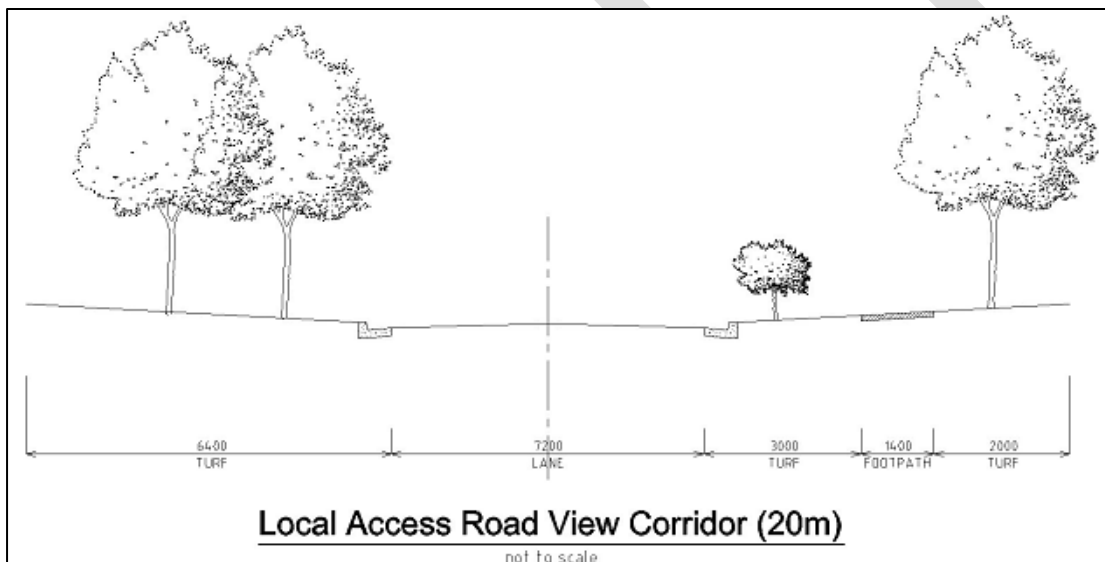 6400 7200 3000 1400 2000
TURF LANE TURF FOOTPATH TURF
Local Access Road View Corridor (20m)
not to scale